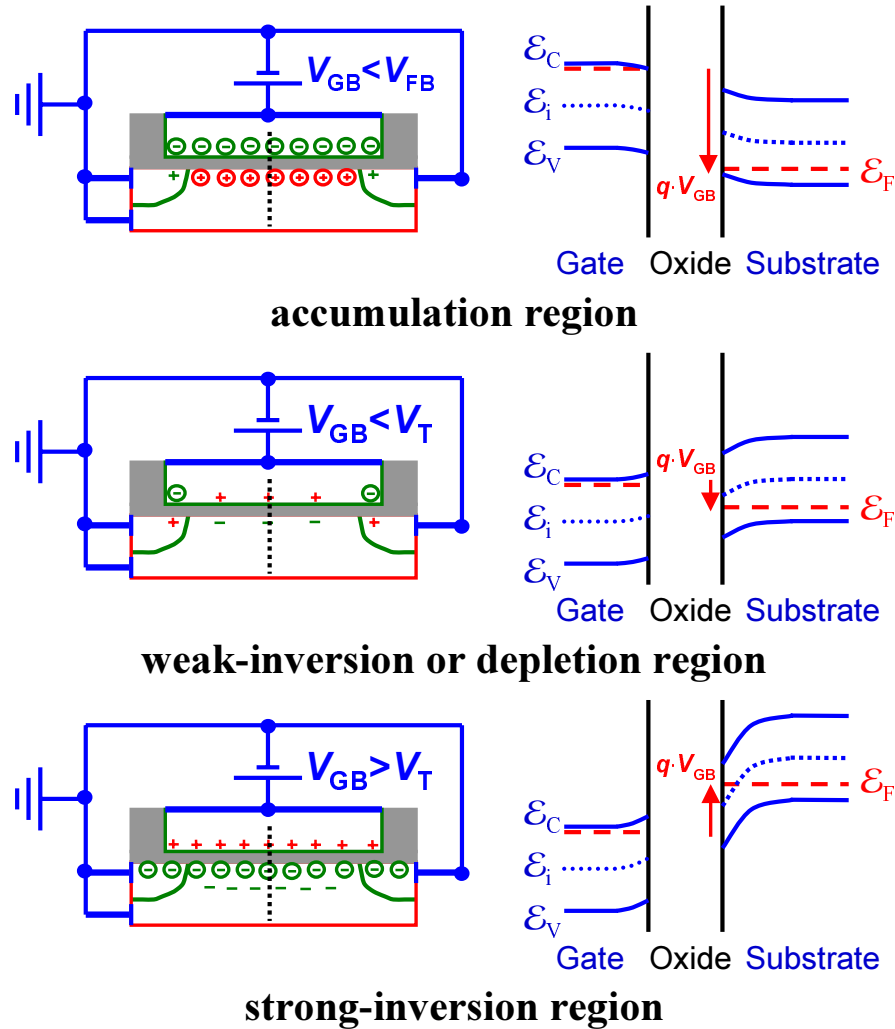 V_GB<V_FB
ℰ_C
ℰ_i
ℰ_V
q·V_GB
ℰ_F
Gate Oxide Substrate
accumulation region
V_GB<V_T
ℰ_C
q·V_GB
ℰ_i
ℰ_F
ℰ_V
Gate Oxide Substrate
weak-inversion or depletion region
V_GB>V_T
q·V_GB
ℰ_F
ℰ_C
ℰ_i
ℰ_V
Gate Oxide Substrate
strong-inversion region